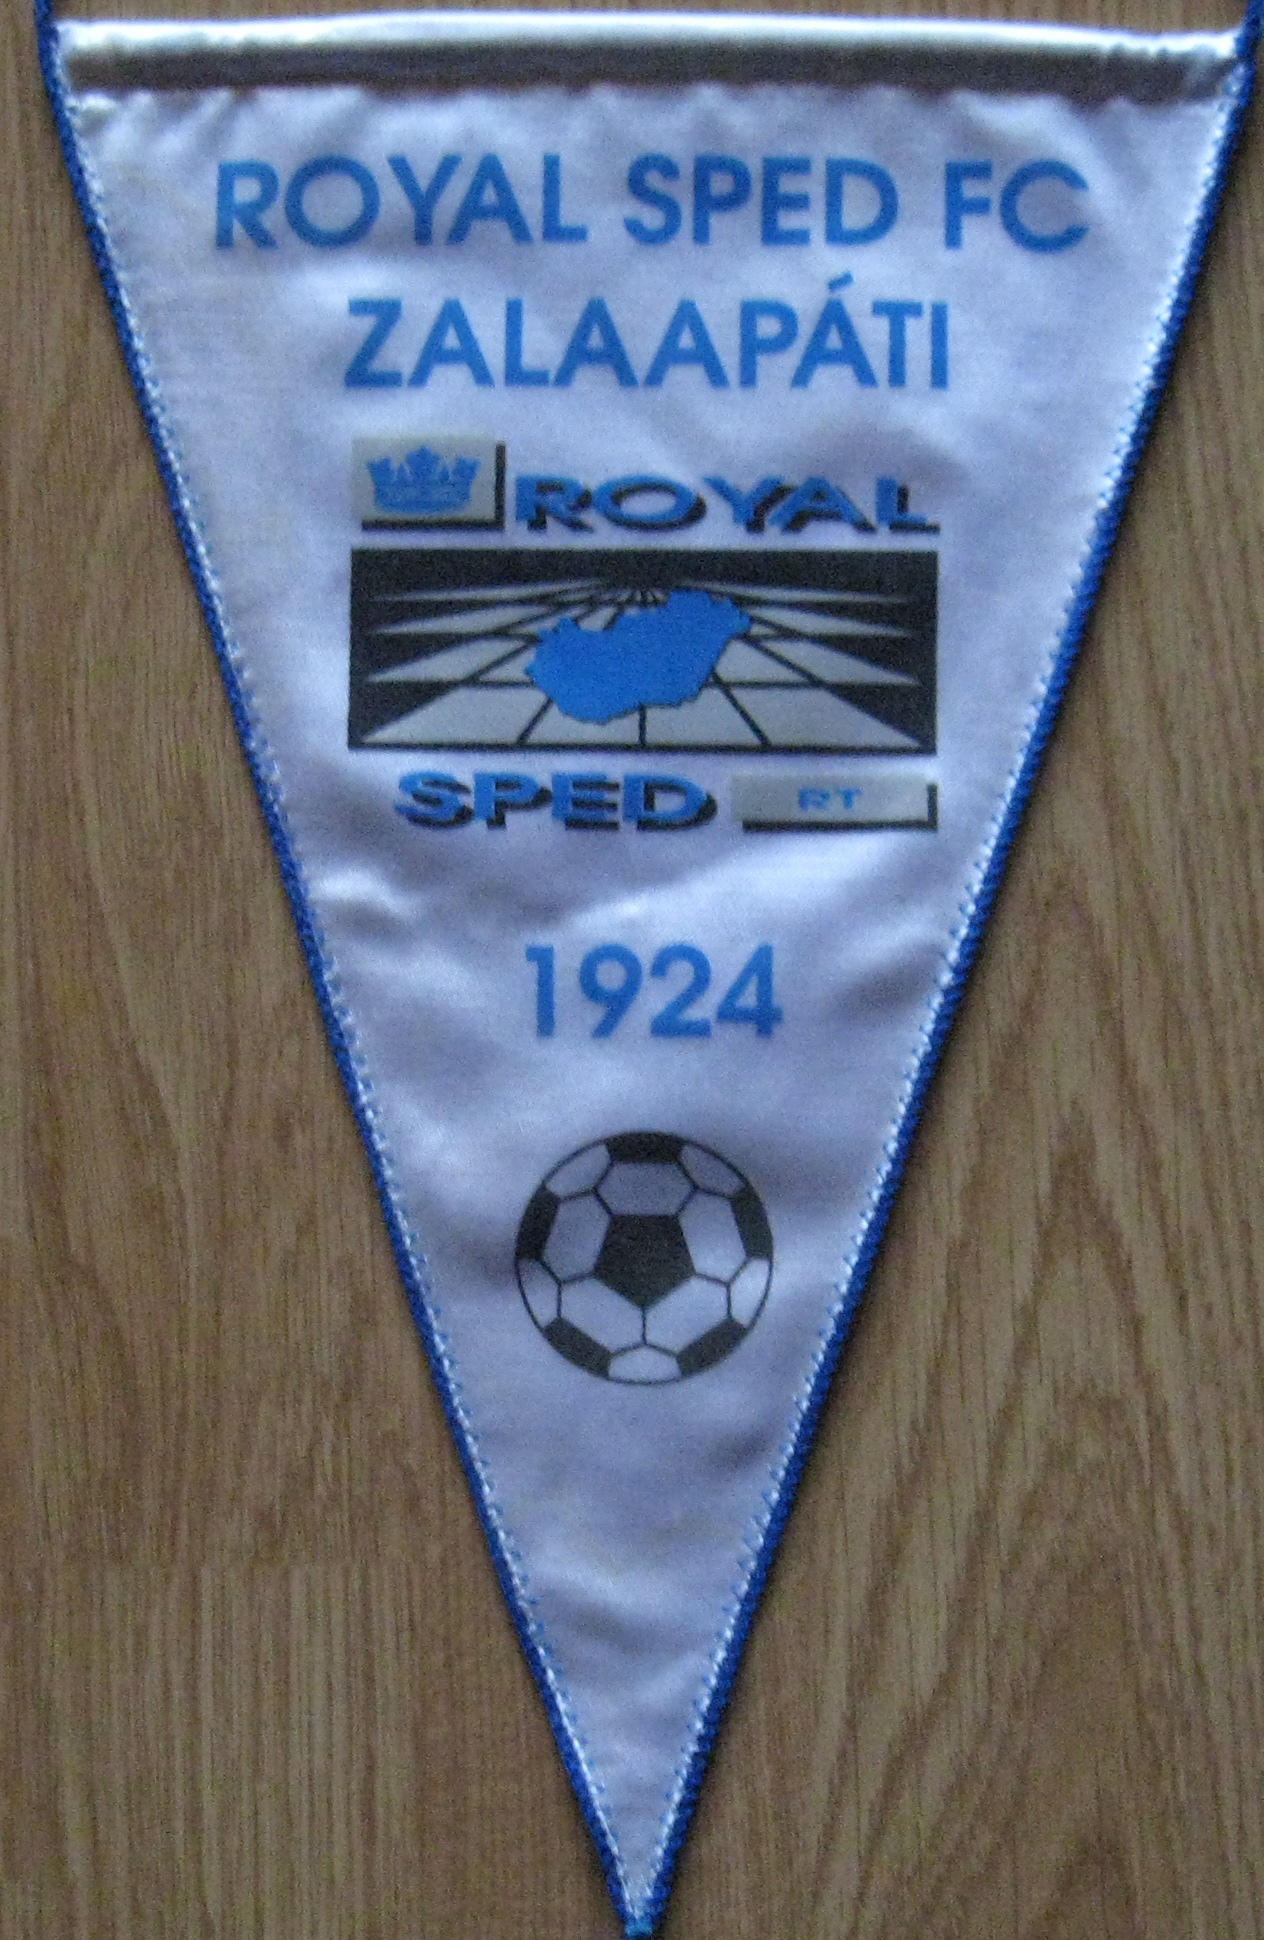 ROYAL SPED FC
ZALAAPÁTI
ROYAL
SPED RT
1924